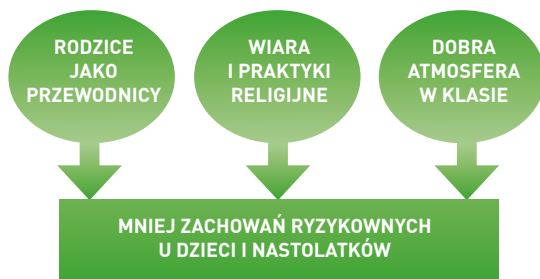 RODZICE
JAKO
PRZEWODNICY
WIARA
I PRAKTYKI
RELIGIJNE
DOBRA
ATMOSFERA
W KLASIE
MNIEJ ZACHOWAŃ RYZYKOWNYCH
U DZIECI I NASTOLATKÓW